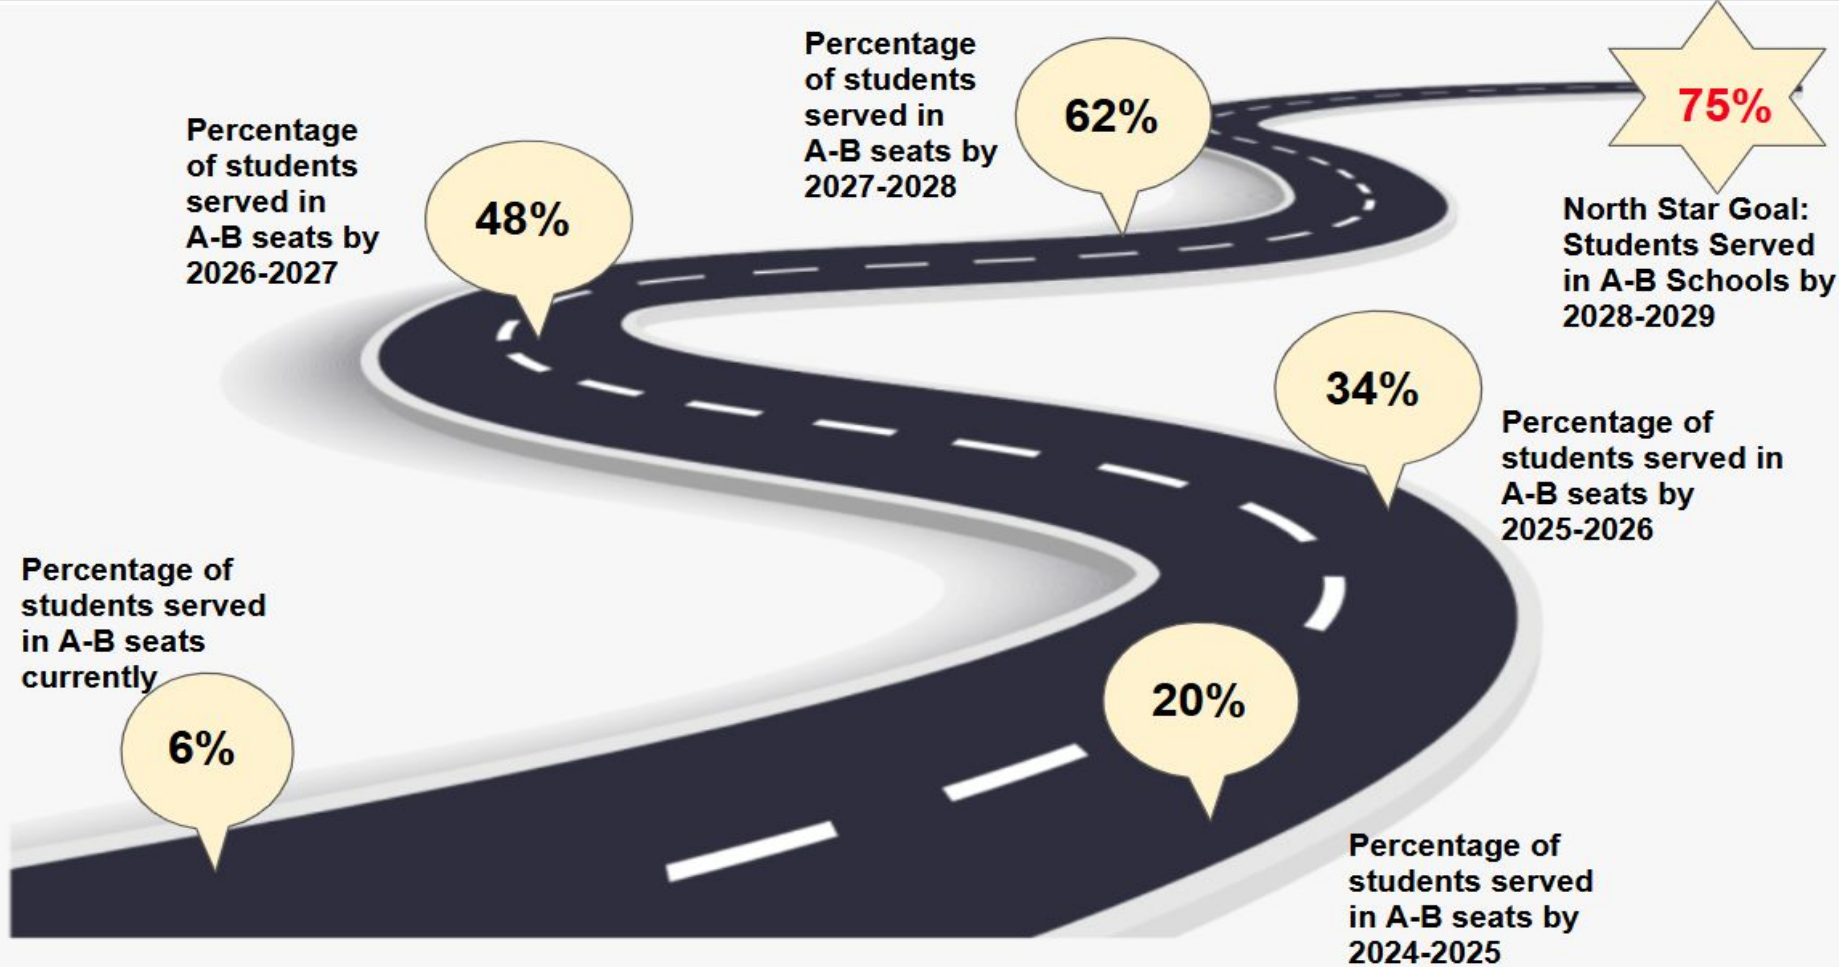 Percentage
of students
served in
A-B seats by
2027-2028
62%
75%
North Star Goal:
Students Served
in A-B Schools by
2028-2029
Percentage
of students
served in
A-B seats by
2026-2027
48%
34%
Percentage of
students served in
A-B seats by
2025-2026
Percentage of
students served
in A-B seats
currently
6%
20%
Percentage of
students served
in A-B seats by
2024-2025